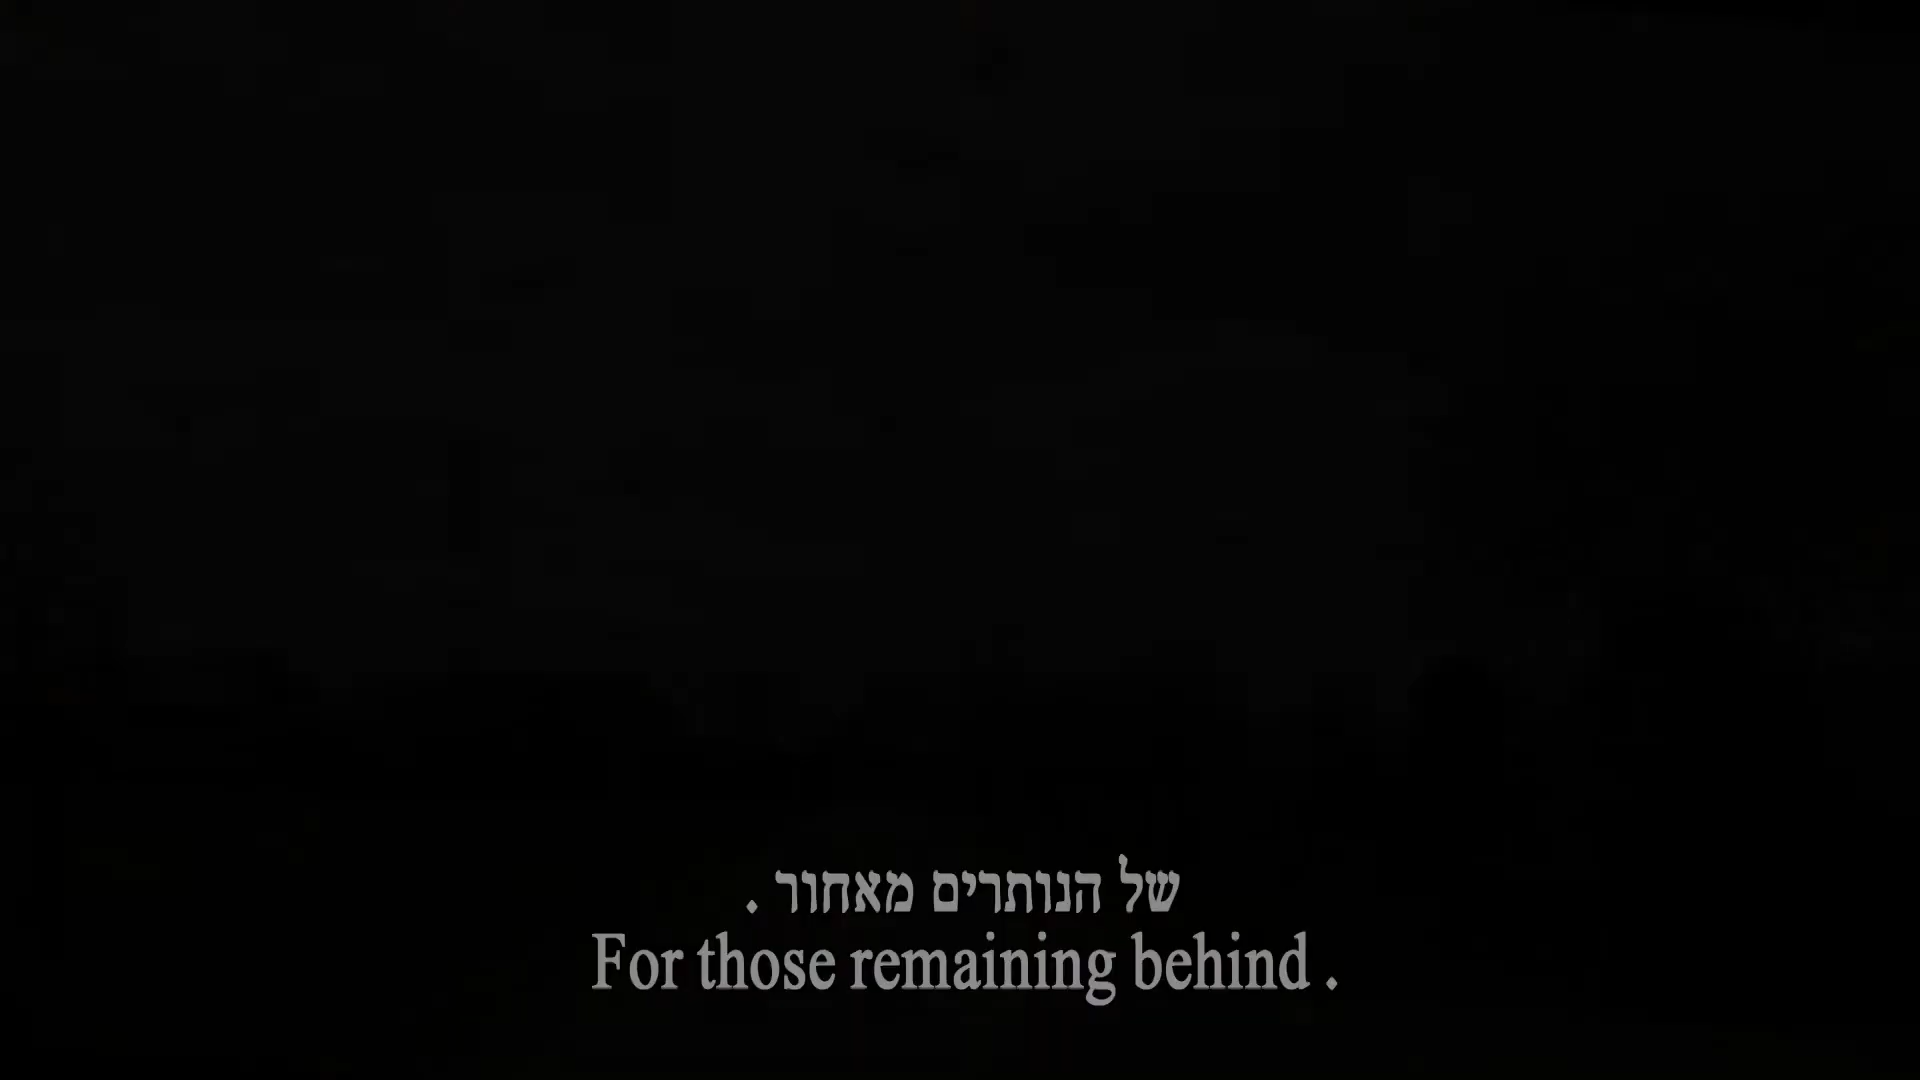 של הנותרים מאחור .
For those remaining behind .